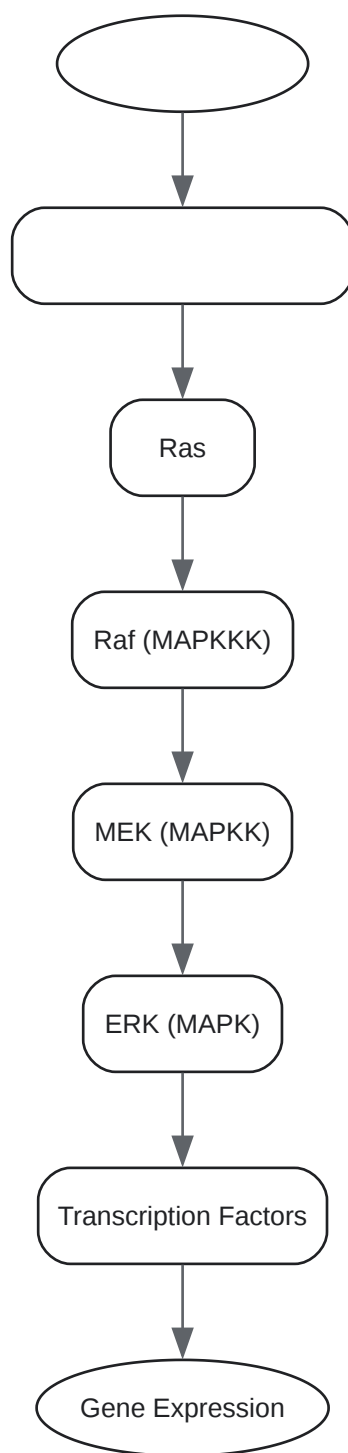 Ras
Raf (MAPKKK)
MEK (MAPKK)
ERK (MAPK)
Transcription Factors
Gene Expression